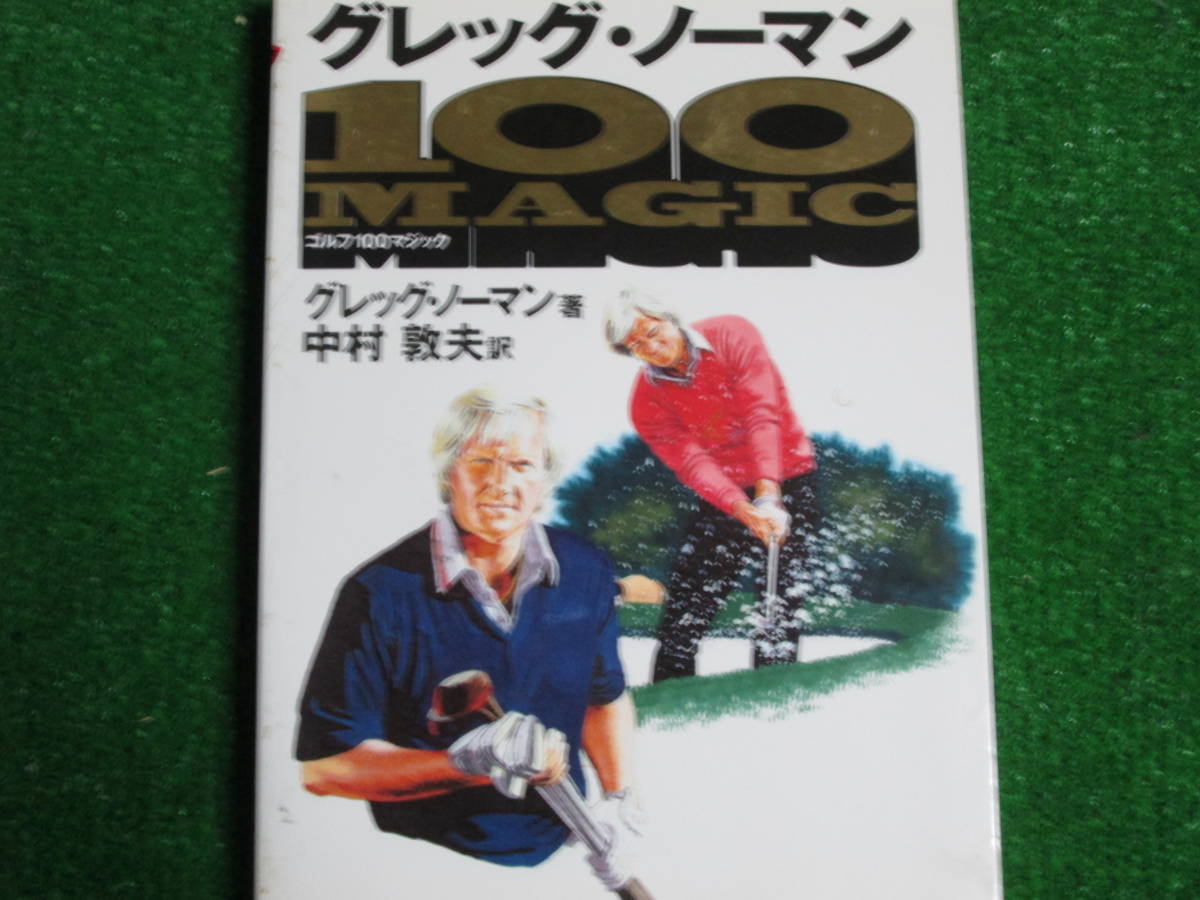 グレッグ・ノーマン
100
MAGIC
ゴルフ100マジック
グレッグ・ノーマン著
中村 敦夫訳